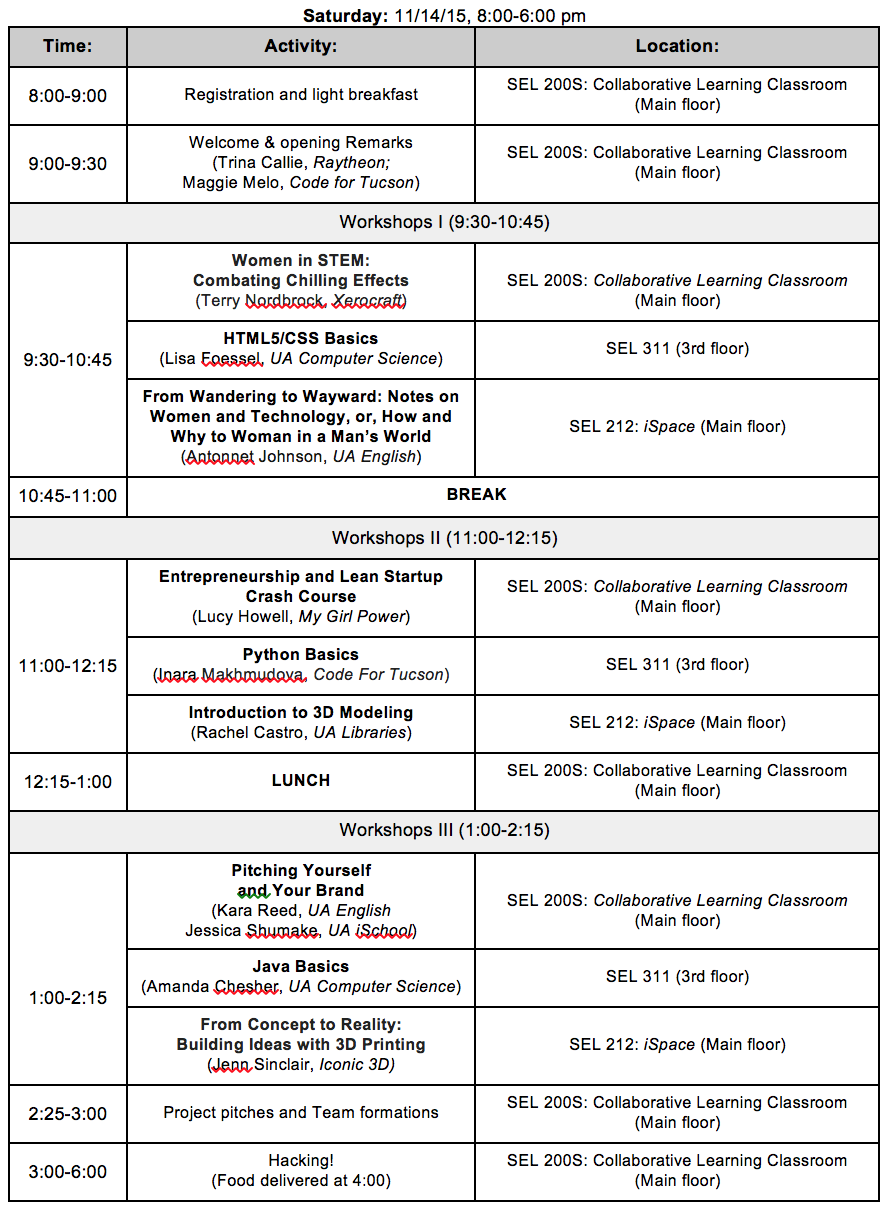 Saturday: 11/14/15, 8:00-6:00 pm
Time:
Activity:
Location:
8:00-9:00
Registration and light breakfast
SEL 200S: Collaborative Learning Classroom
(Main floor)
9:00-9:30
Welcome & opening Remarks
(Trina Callie, Raytheon;
Maggie Melo, Code for Tucson)
SEL 200S: Collaborative Learning Classroom
(Main floor)
Workshops I (9:30-10:45)
9:30-10:45
Women in STEM:
Combating Chilling Effects
(Terry Nordbrock, Xerocraft)
SEL 200S: Collaborative Learning Classroom
(Main floor)
HTML5/CSS Basics
(Lisa Foessel, UA Computer Science)
SEL 311 (3rd floor)
From Wandering to Wayward: Notes on
Women and Technology, or, How and
Why to Woman in a Man’s World
(Antonnet Johnson, UA English)
SEL 212: iSpace (Main floor)
10:45-11:00
BREAK
Workshops II (11:00-12:15)
11:00-12:15
Entrepreneurship and Lean Startup
Crash Course
(Lucy Howell, My Girl Power)
SEL 200S: Collaborative Learning Classroom
(Main floor)
Python Basics
(Inara Makhmudova, Code For Tucson)
SEL 311 (3rd floor)
Introduction to 3D Modeling
(Rachel Castro, UA Libraries)
SEL 212: iSpace (Main floor)
12:15-1:00
LUNCH
SEL 200S: Collaborative Learning Classroom
(Main floor)
Workshops III (1:00-2:15)
1:00-2:15
Pitching Yourself
and Your Brand
(Kara Reed, UA English
Jessica Shumake, UA iSchool)
SEL 200S: Collaborative Learning Classroom
(Main floor)
Java Basics
(Amanda Chesher, UA Computer Science)
SEL 311 (3rd floor)
From Concept to Reality:
Building Ideas with 3D Printing
(Jenn Sinclair, Iconic 3D)
SEL 212: iSpace (Main floor)
2:25-3:00
Project pitches and Team formations
SEL 200S: Collaborative Learning Classroom
(Main floor)
3:00-6:00
Hacking!
(Food delivered at 4:00)
SEL 200S: Collaborative Learning Classroom
(Main floor)